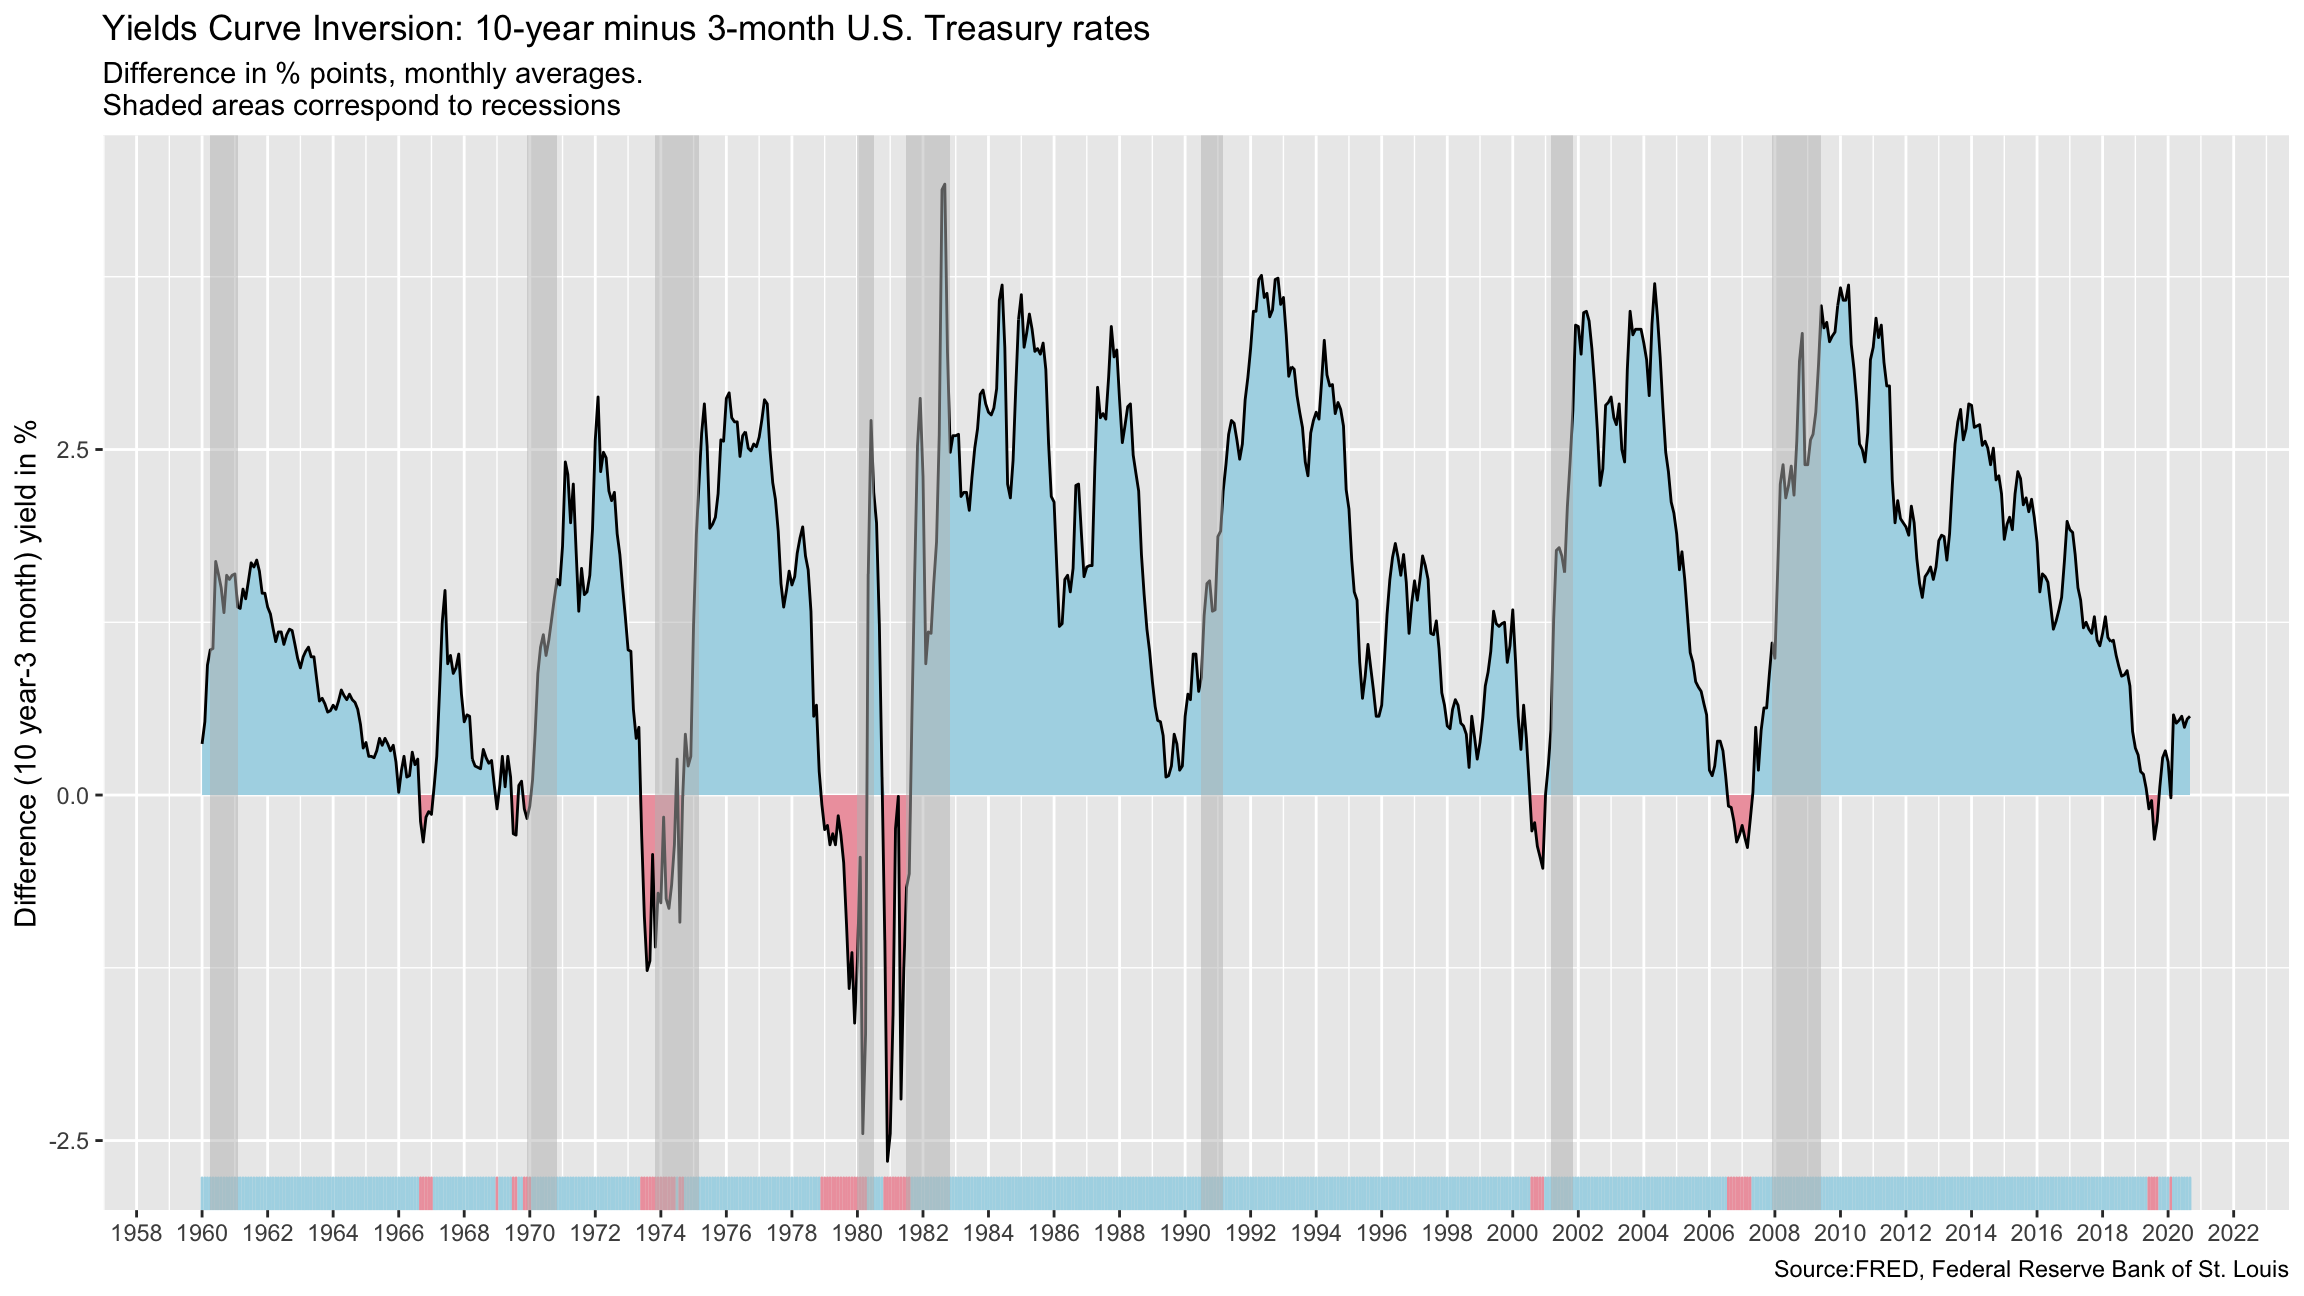 Yields Curve Inversion: 10-year minus 3-month U.S. Treasury rates
Difference in % points, monthly averages.
Shaded areas correspond to recessions
Difference (10 year-3 month) yield in %
2.5
0.0
-2.5
1958 1960 1962 1964 1966 1968 1970 1972 1974 1976 1978 1980 1982 1984 1986 1988 1990 1992 1994 1996 1998 2000 2002 2004 2006 2008 2010 2012 2014 2016 2018 2020 2022
Source:FRED, Federal Reserve Bank of St. Louis